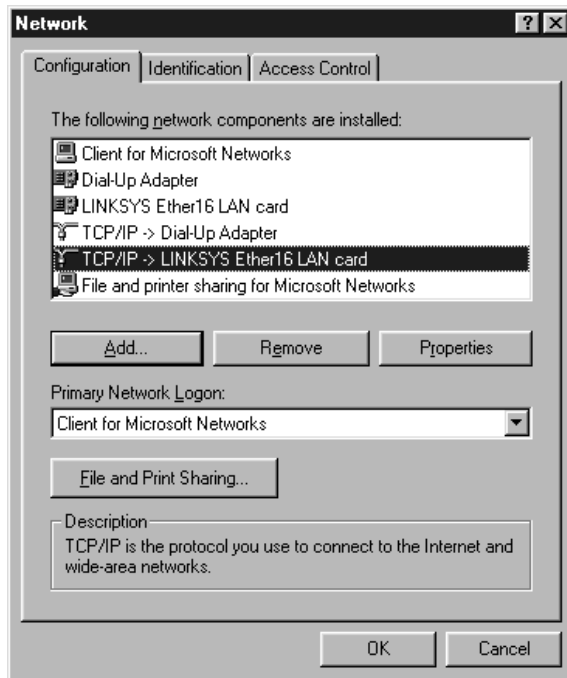 Network
Configuration Identification Access Control
The following network components are installed:
Client for Microsoft Networks
Dial-Up Adapter
LINKSYS Ether16 LAN card
TCP/IP -> Dial-Up Adapter
TCP/IP -> LINKSYS Ether16 LAN card
File and printer sharing for Microsoft Networks
Add... Remove Properties
Primary Network Logon:
Client for Microsoft Networks
File and Print Sharing...
Description
TCP/IP is the protocol you use to connect to the Internet and
wide-area networks.
OK Cancel